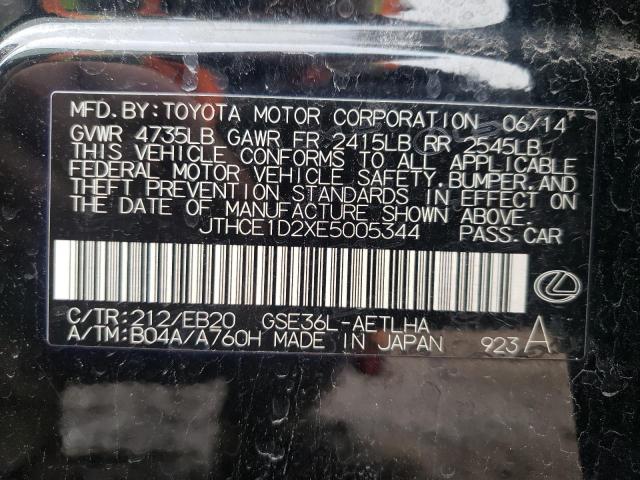 MFD. BY: TOYOTA MOTOR CORPORATION 06/14
GVWR 4735LB GAWR FR 2415LB RR 2545LB
THIS VEHICLE CONFORMS TO ALL APPLICABLE
FEDERAL MOTOR VEHICLE SAFETY, BUMPER, AND
THEFT PREVENTION STANDARDS IN EFFECT ON
THE DATE OF MANUFACTURE SHOWN ABOVE.
JTHCE1D2XE5005344 PASS. CAR
C/TR: 212/EB20 GSE36L-AETLHA
A/TM: B04A/A760H MADE IN JAPAN 923 A